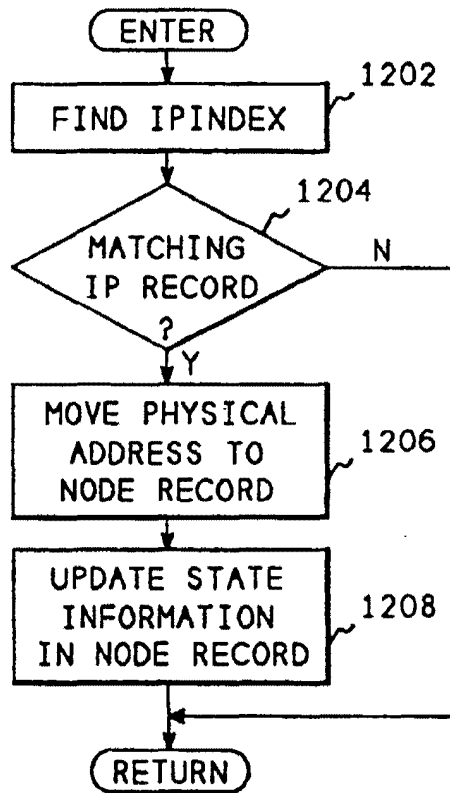 ENTER
1202
FIND IPINDEX
1204
MATCHING
IP RECORD
?
N
Y
MOVE PHYSICAL
ADDRESS TO
NODE RECORD
1206
UPDATE STATE
INFORMATION
IN NODE RECORD
1208
RETURN